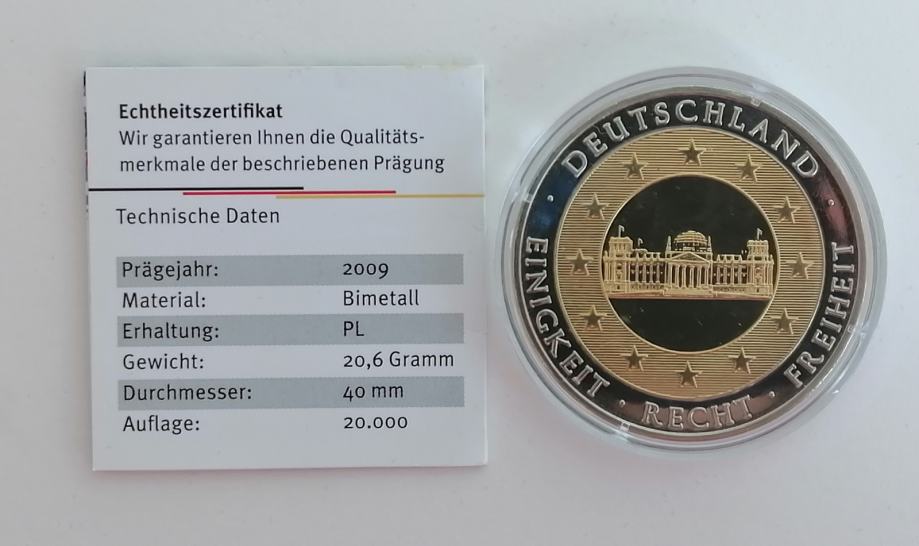 Echtheitszertifikat
Wir garantieren Ihnen die Qualitäts-
merkmale der beschriebenen Prägung
Technische Daten
Prägejahr: 2009
Material: Bimetall
Erhaltung: PL
Gewicht: 20,6 Gramm
Durchmesser: 40 mm
Auflage: 20.000
· DEUTSCHLAND ·
EINIGKEIT · RECHT · FREIHEIT